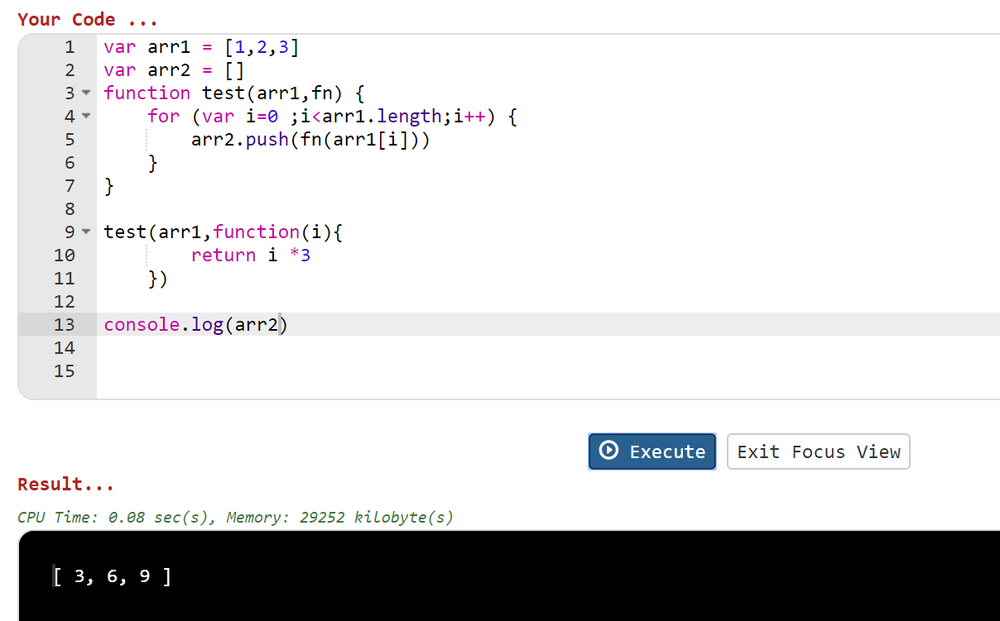 Your Code ...
1 var arr1 = [1,2,3]
2 var arr2 = []
3 function test(arr1,fn) {
4     for (var i=0 ;i<arr1.length;i++) {
5         arr2.push(fn(arr1[i]))
6     }
7 }
8
9 test(arr1,function(i){
10         return i *3
11     })
12
13 console.log(arr2)
14
15
Execute Exit Focus View
Result...
CPU Time: 0.08 sec(s), Memory: 29252 kilobyte(s)
[ 3, 6, 9 ]